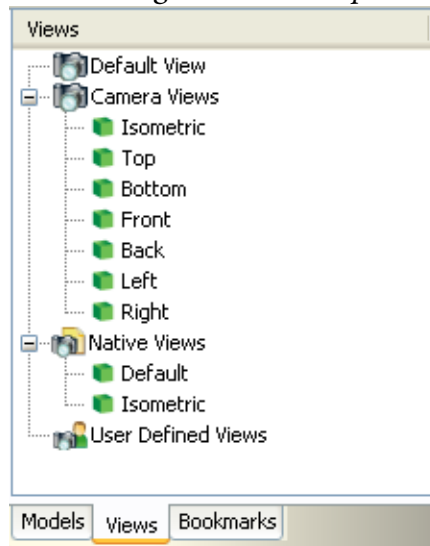 Views
Default View
Camera Views
Isometric
Top
Bottom
Front
Back
Left
Right
Native Views
Default
Isometric
User Defined Views
Models Views Bookmarks